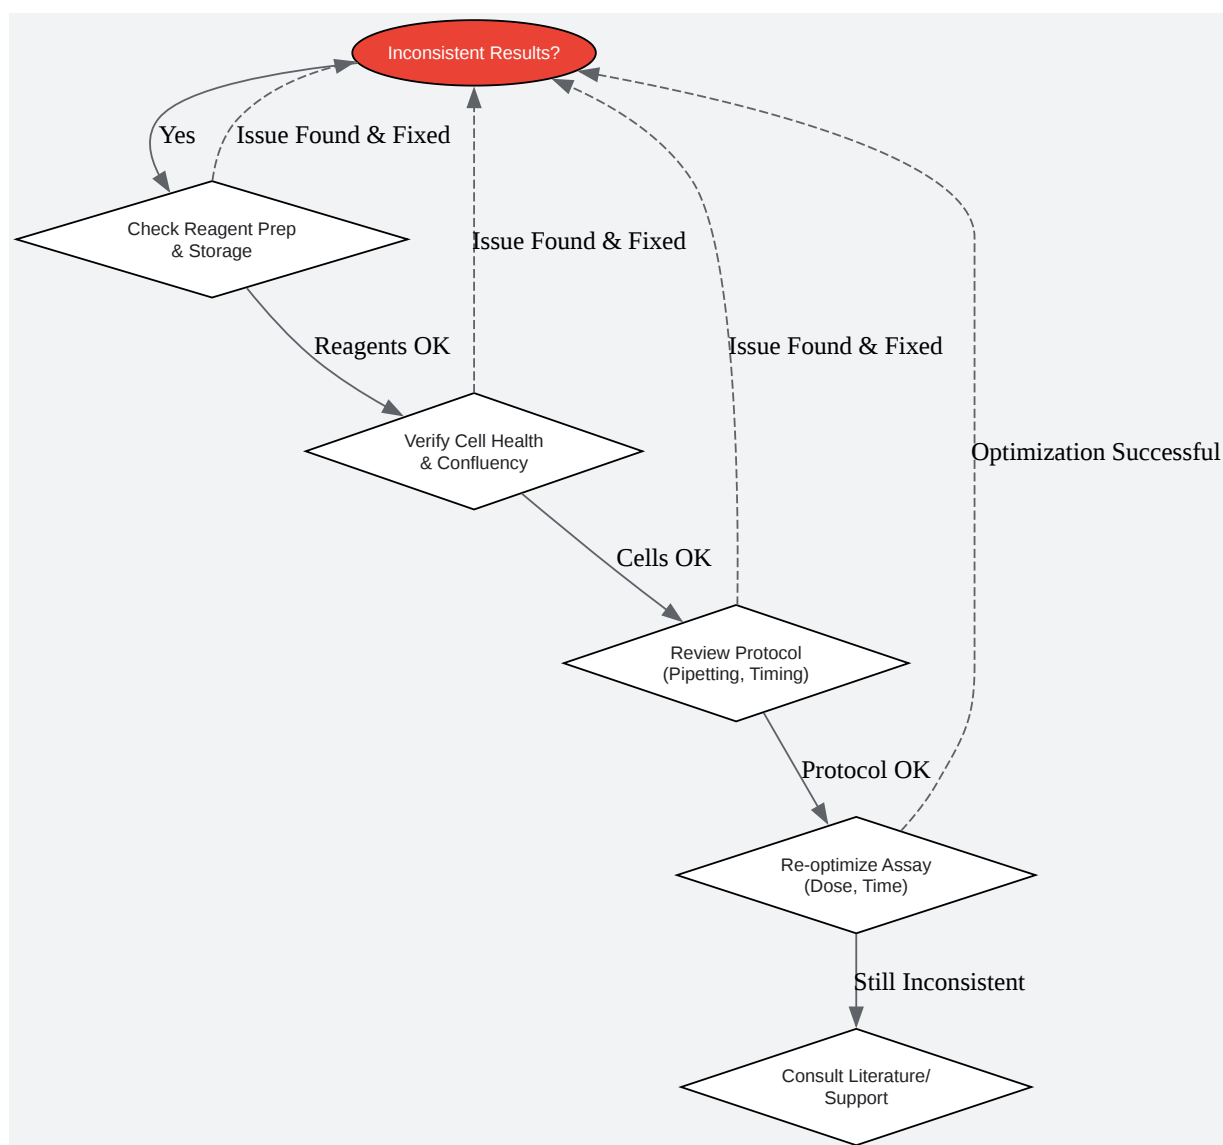 Inconsistent Results?
Yes
Issue Found & Fixed
Check Reagent Prep
& Storage
Issue Found & Fixed
Reagents OK
Issue Found & Fixed
Verify Cell Health
& Confluency
Optimization Successful
Cells OK
Review Protocol
(Pipetting, Timing)
Protocol OK
Re-optimize Assay
(Dose, Time)
Still Inconsistent
Consult Literature/
Support